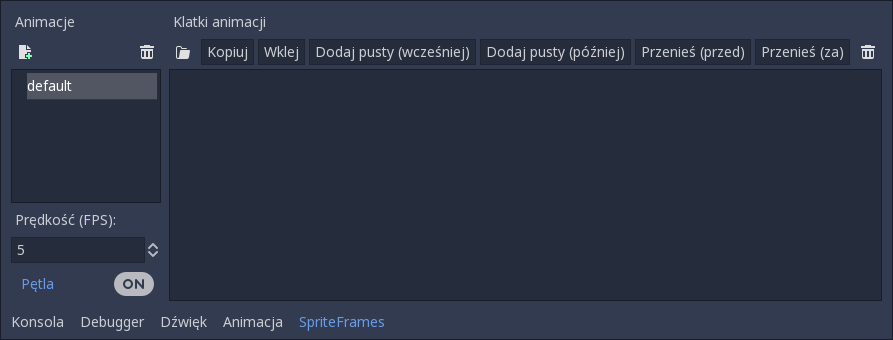 Animacje
Klatki animacji
Kopiuj Wklej Dodaj pusty (wcześniej) Dodaj pusty (później) Przenieś (przed) Przenieś (za)
default
Prędkość (FPS):
5
Pętla ON
Konsola Debugger Dźwięk Animacja SpriteFrames